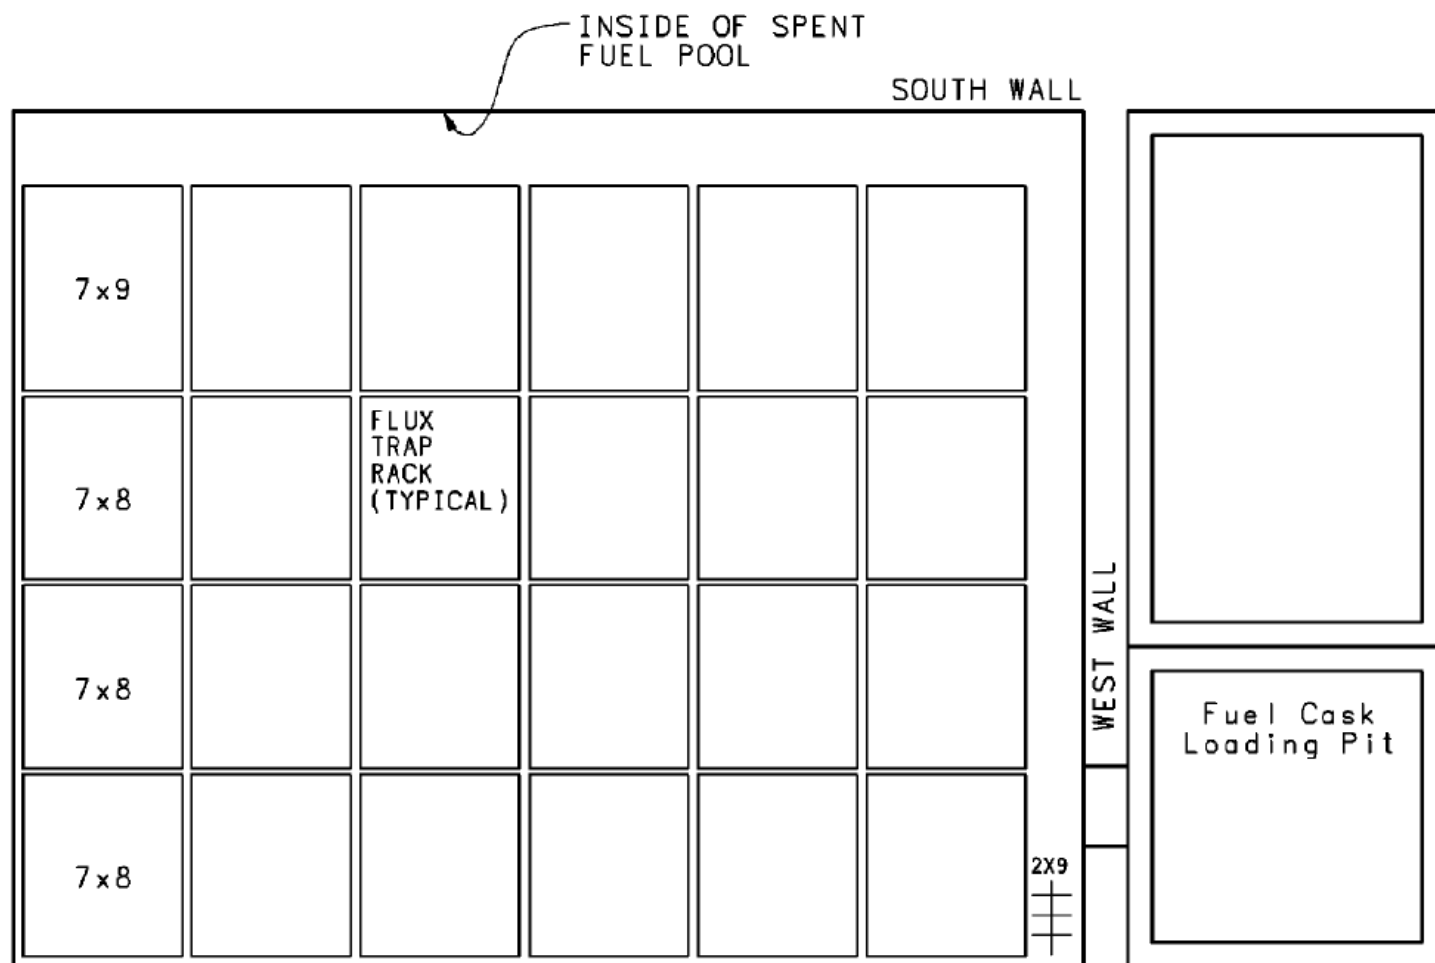 INSIDE OF SPENT
FUEL POOL
SOUTH WALL
7x9
FLUX
TRAP
RACK
(TYPICAL)
7x8
7x8
WEST WALL
Fuel Cask
Loading Pit
7x8
2X9